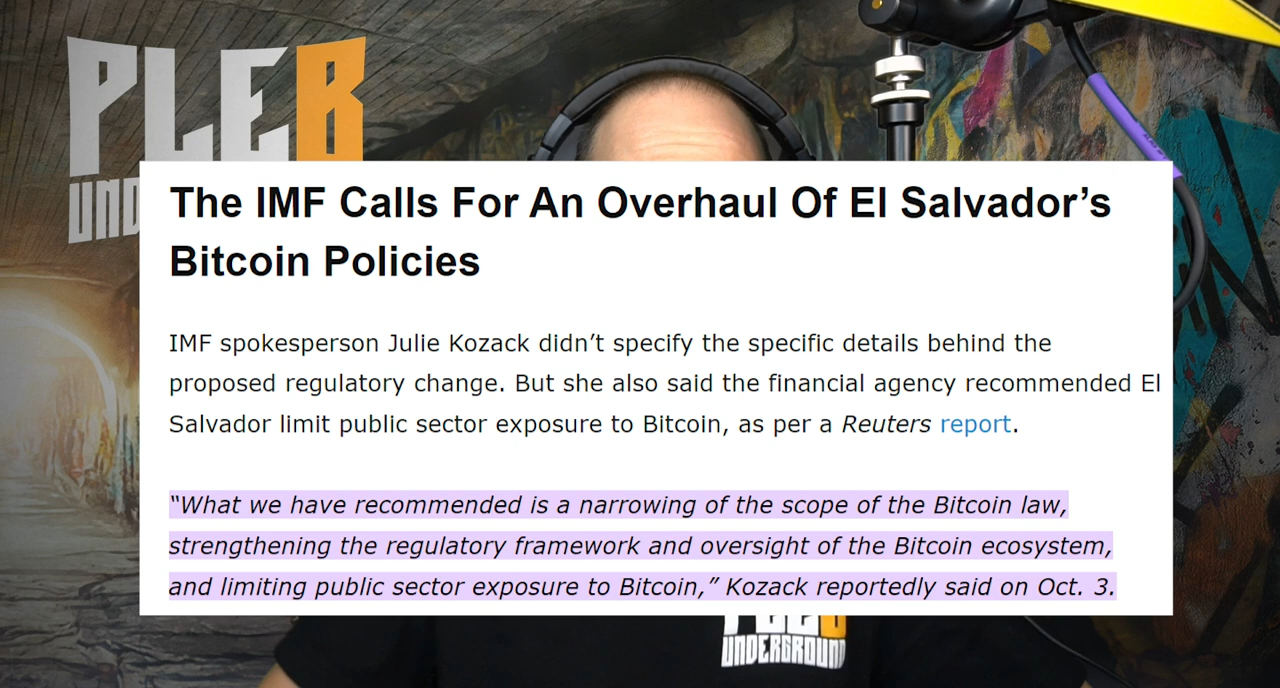 PLEB
UND
The IMF Calls For An Overhaul Of El Salvador’s
Bitcoin Policies
IMF spokesperson Julie Kozack didn’t specify the specific details behind the
proposed regulatory change. But she also said the financial agency recommended El
Salvador limit public sector exposure to Bitcoin, as per a Reuters report.
“What we have recommended is a narrowing of the scope of the Bitcoin law,
strengthening the regulatory framework and oversight of the Bitcoin ecosystem,
and limiting public sector exposure to Bitcoin,” Kozack reportedly said on Oct. 3.
PLEB
UNDERGROUND